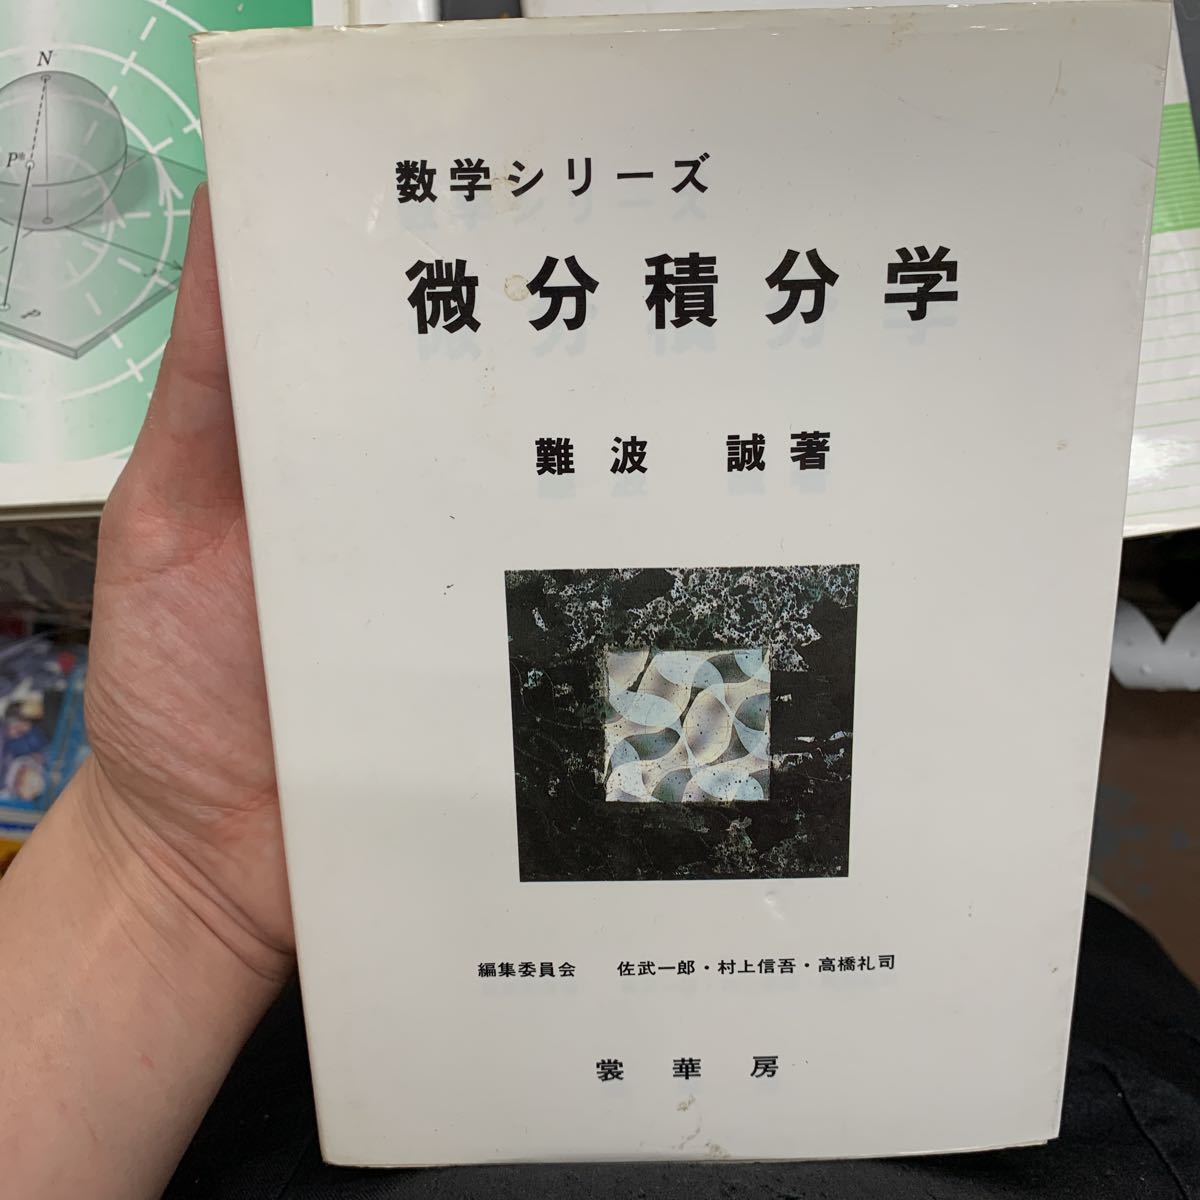 N
P*
P
数学シリーズ
微分積分学
難波 誠著
編集委員会 佐武一郎・村上信吾・高橋礼司
裳華房